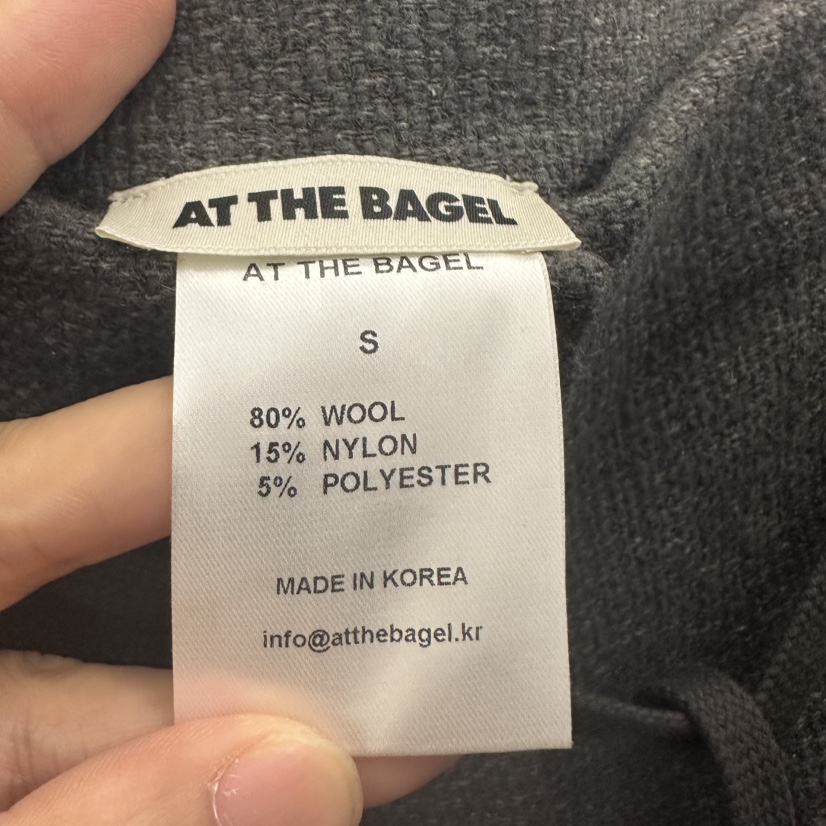 AT THE BAGEL
AT THE BAGEL
S
80% WOOL
15% NYLON
5% POLYESTER
MADE IN KOREA
info@atthebagel.kr